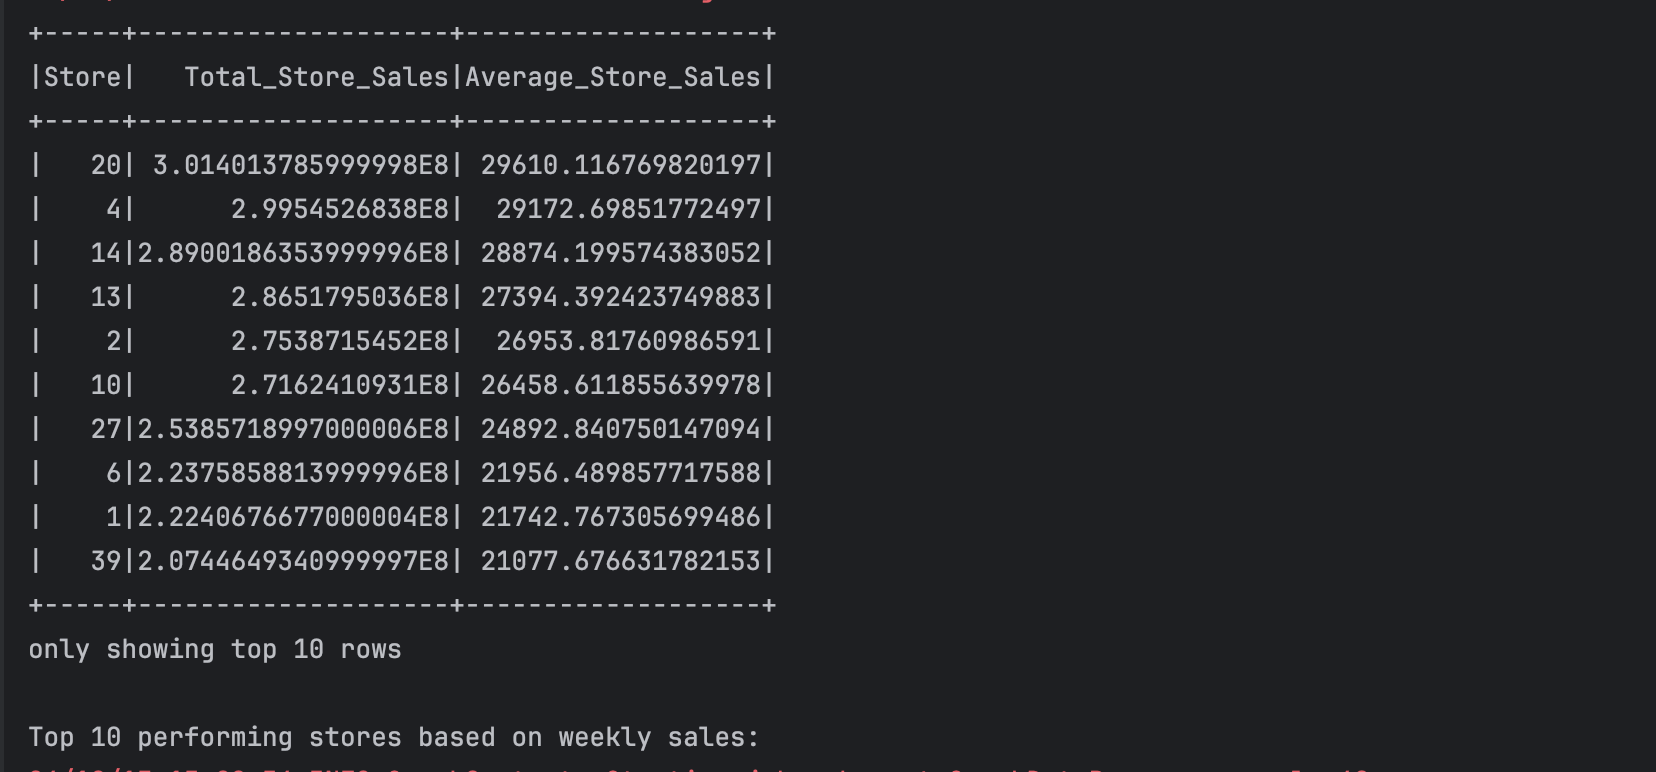 +-----+--------------------+-------------------+
|Store|   Total_Store_Sales|Average_Store_Sales|
+-----+--------------------+-------------------+
|   20| 3.014013785999998E8| 29610.116769820197|
|    4|      2.9954526838E8|  29172.69851772497|
|   14|2.8900186353999996E8| 28874.199574383052|
|   13|      2.8651795036E8| 27394.392423749883|
|    2|      2.7538715452E8|  26953.81760986591|
|   10|      2.7162410931E8| 26458.611855639978|
|   27|2.5385718997000006E8| 24892.840750147094|
|    6|2.2375858813999996E8| 21956.489857717588|
|    1|2.2240676677000004E8| 21742.767305699486|
|   39|2.0744649340999997E8| 21077.676631782153|
+-----+--------------------+-------------------+
only showing top 10 rows
Top 10 performing stores based on weekly sales: